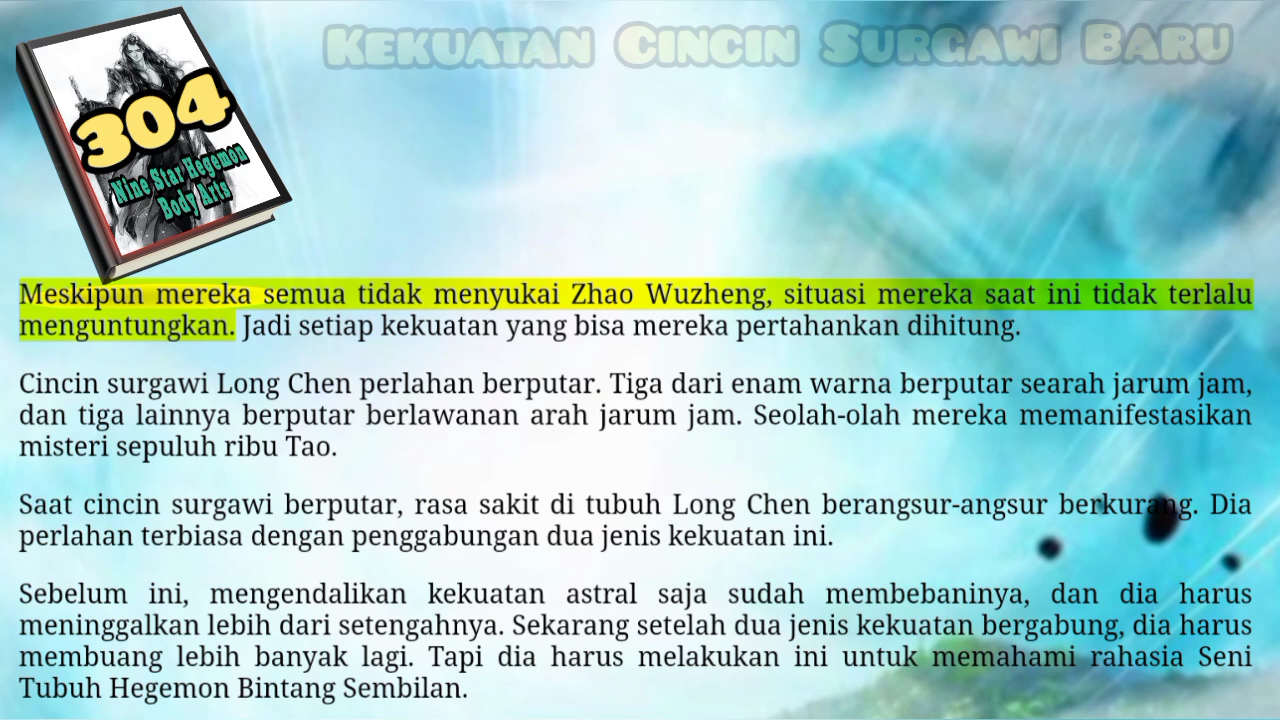 Kekuatan Cincin Surgawi Baru
304
Nine Star Hegemon
Body Arts
Meskipun mereka semua tidak menyukai Zhao Wuzheng, situasi mereka saat ini tidak terlalu
menguntungkan. Jadi setiap kekuatan yang bisa mereka pertahankan dihitung.
Cincin surgawi Long Chen perlahan berputar. Tiga dari enam warna berputar searah jarum jam,
dan tiga lainnya berputar berlawanan arah jarum jam. Seolah-olah mereka memanifestasikan
misteri sepuluh ribu Tao.
Saat cincin surgawi berputar, rasa sakit di tubuh Long Chen berangsur-angsur berkurang. Dia
perlahan terbiasa dengan penggabungan dua jenis kekuatan ini.
Sebelum ini, mengendalikan kekuatan astral saja sudah membebaninya, dan dia harus
meninggalkan lebih dari setengahnya. Sekarang setelah dua jenis kekuatan bergabung, dia harus
membuang lebih banyak lagi. Tapi dia harus melakukan ini untuk memahami rahasia Seni
Tubuh Hegemon Bintang Sembilan.